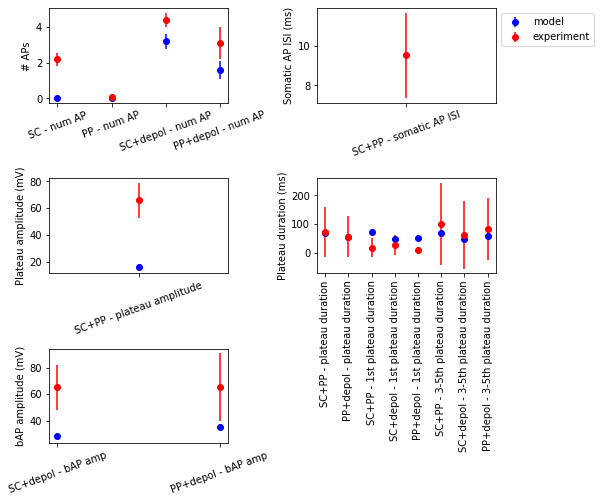 # APs
4
2
0
SC - num AP
PP - num AP
SC+depol - num AP
PP+depol - num AP
Somatic AP ISI (ms)
10
8
SC+PP - somatic AP ISI
model
experiment
Plateau amplitude (mV)
80
60
40
20
SC+PP - plateau amplitude
Plateau duration (ms)
200
100
0
SC+PP - plateau duration
PP+depol - plateau duration
SC+PP - 1st plateau duration
SC+depol - 1st plateau duration
PP+depol - 1st plateau duration
SC+PP - 3-5th plateau duration
SC+depol - 3-5th plateau duration
PP+depol - 3-5th plateau duration
bAP amplitude (mV)
80
60
40
SC+depol - bAP amp
PP+depol - bAP amp